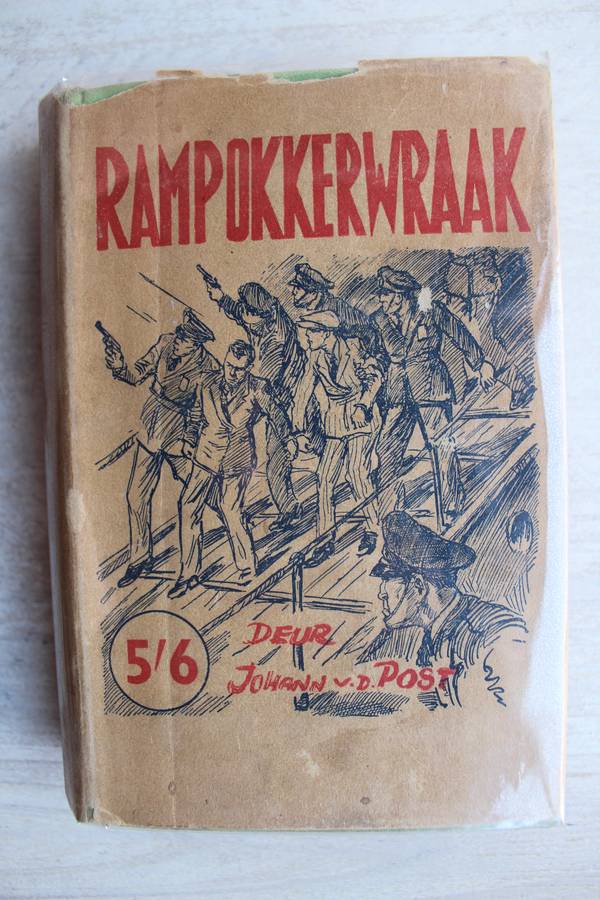 RAMPOKKERWRAAK
5/6
DEUR
JOHANN V.D. POST